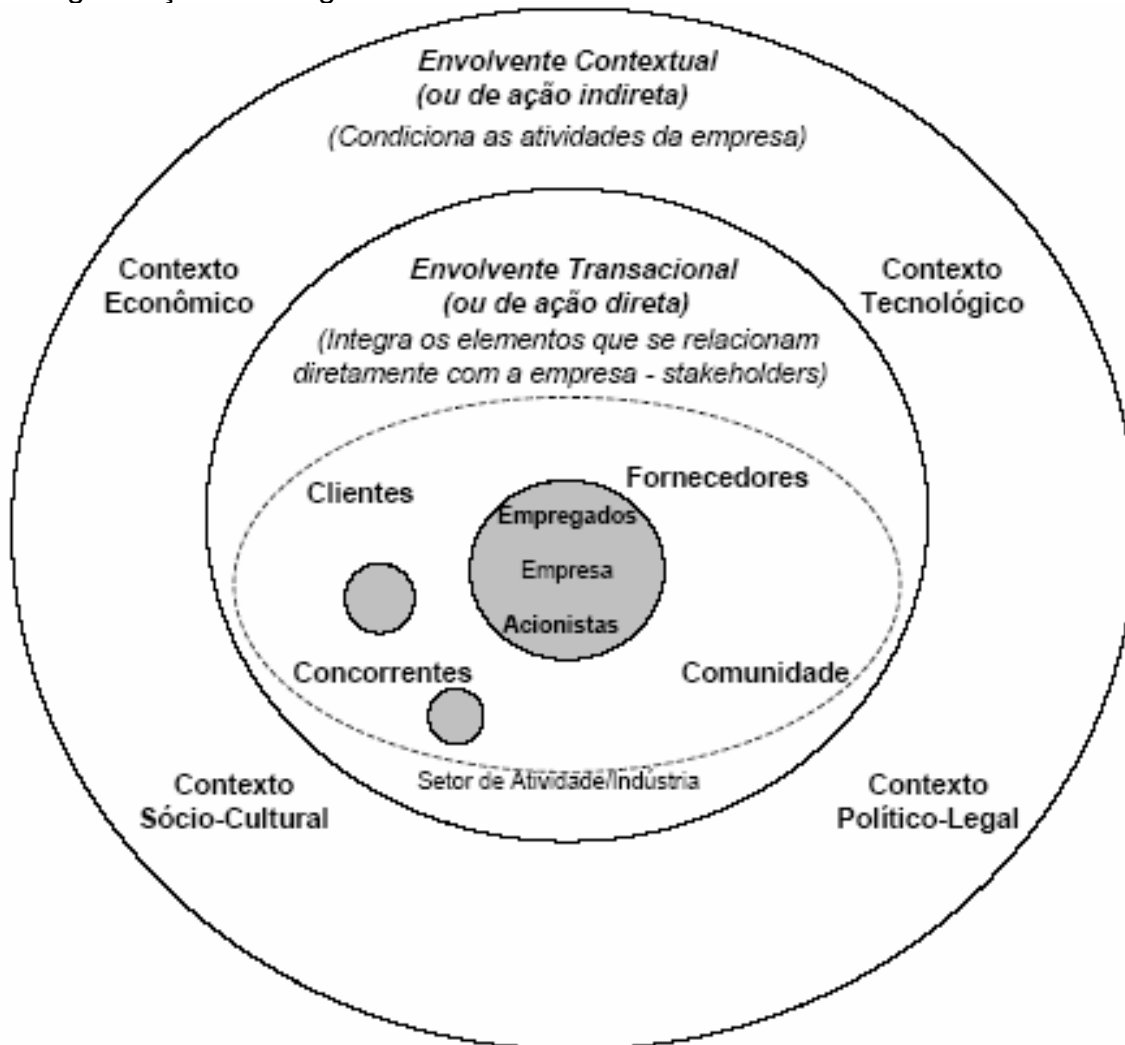 Envolvente Contextual
(ou de ação indireta)
(Condiciona as atividades da empresa)
Contexto
Econômico
Envolvente Transacional
(ou de ação direta)
(Integra os elementos que se relacionam
diretamente com a empresa - stakeholders)
Contexto
Tecnológico
Clientes
Fornecedores
Empregados
Empresa
Acionistas
Concorrentes
Comunidade
Setor de Atividade/Indústria
Contexto
Sócio-Cultural
Contexto
Político-Legal